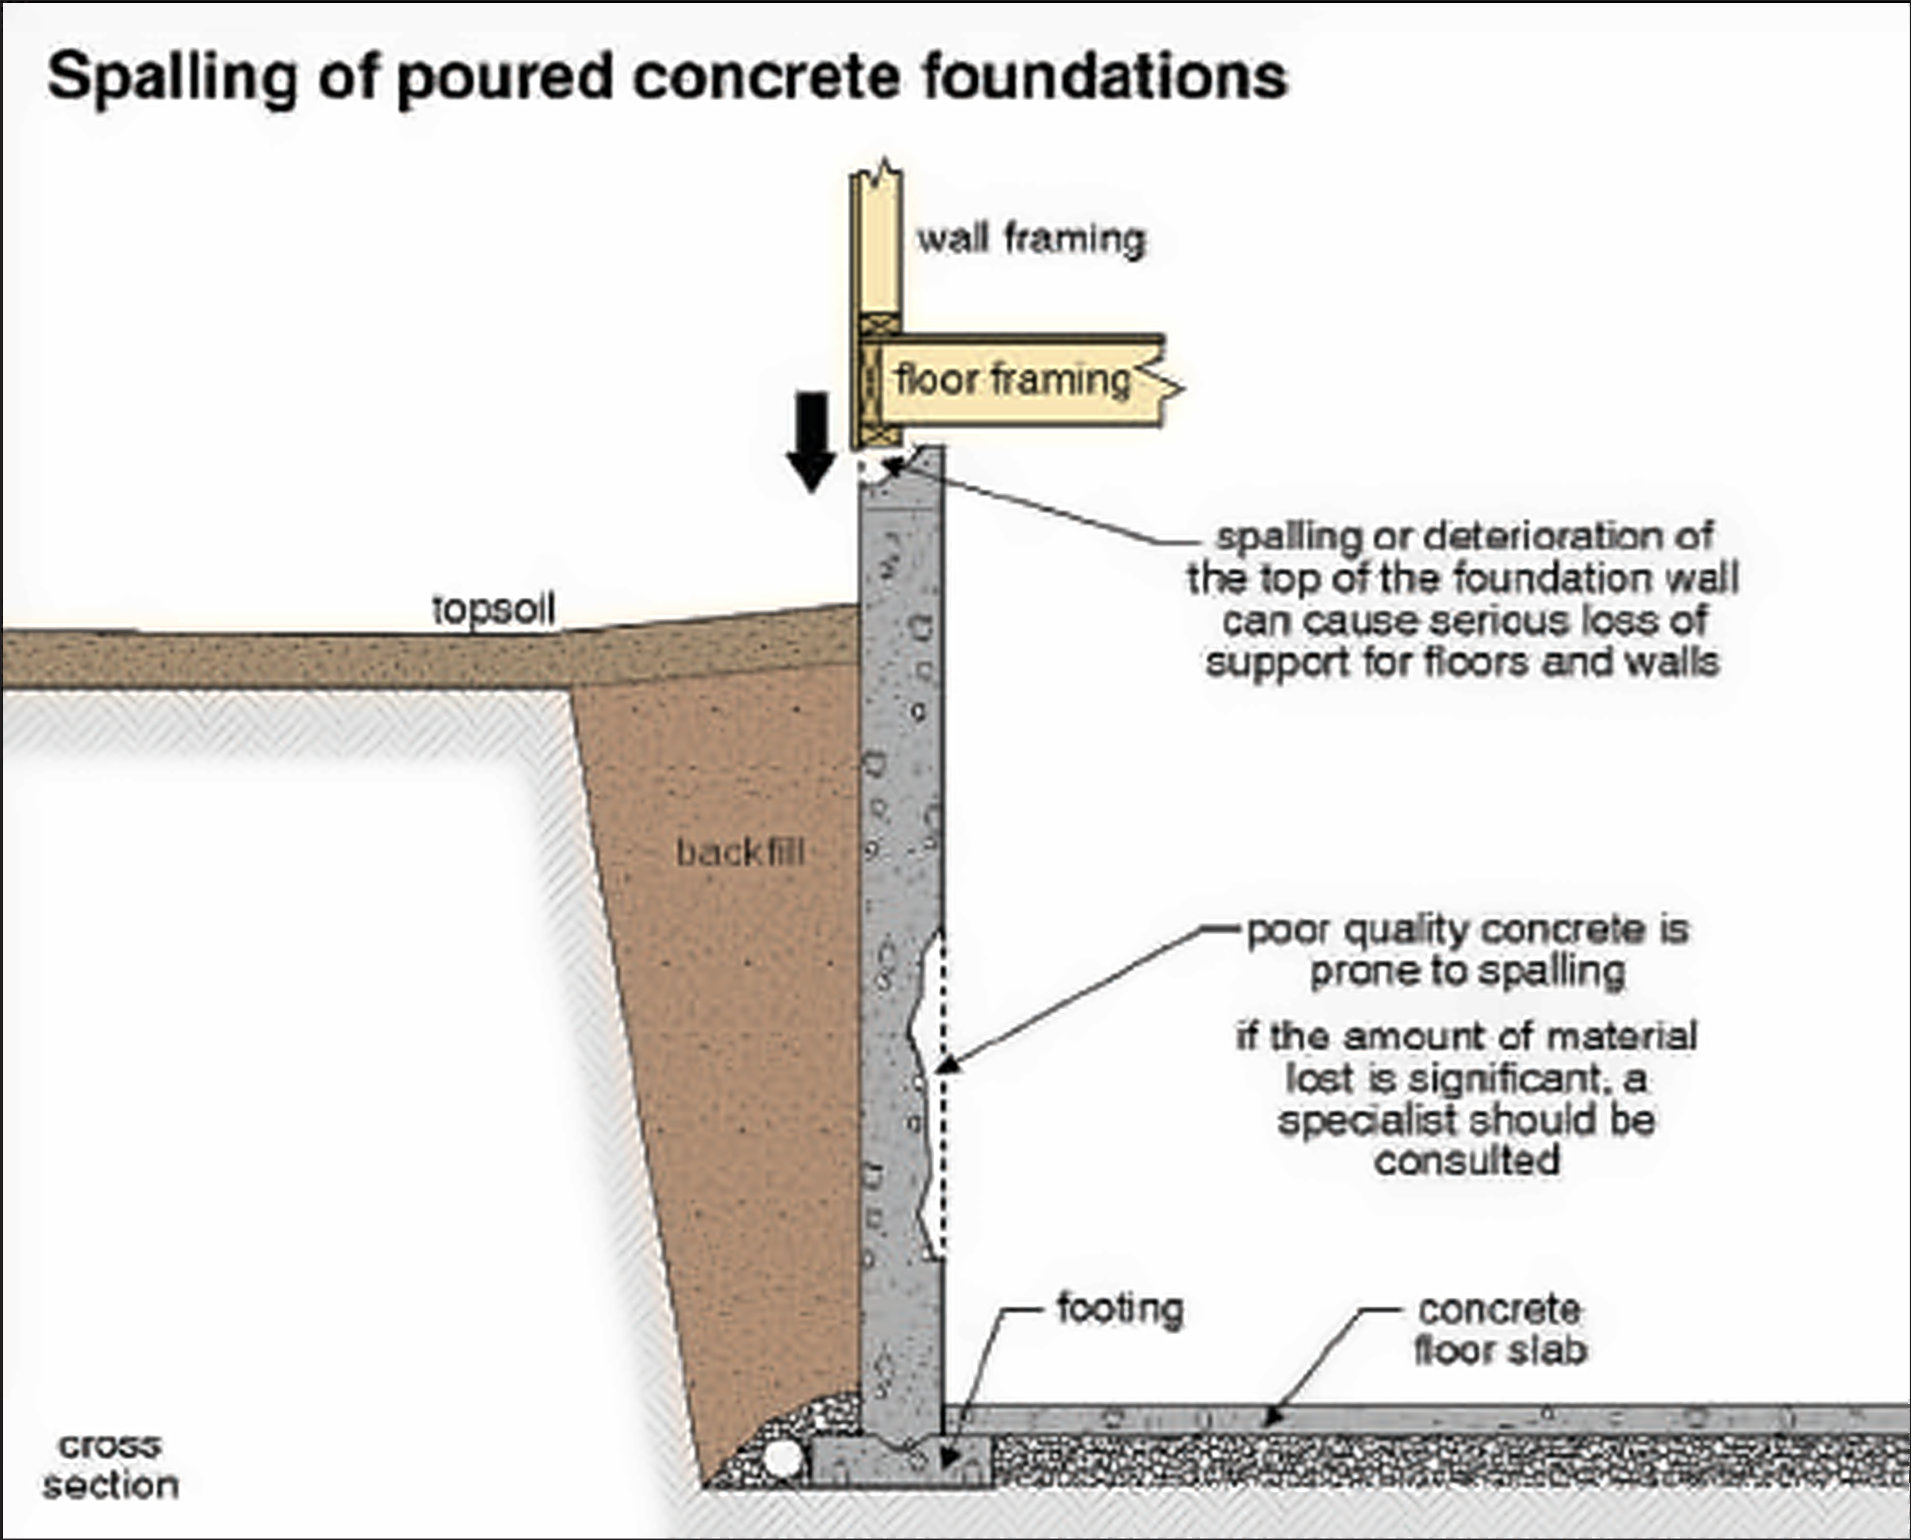 Spalling of poured concrete foundations
wall framing
floor framing
spalling or deterioration of
the top of the foundation wall
can cause serious loss of
support for floors and walls
topsoil
backfill
poor quality concrete is
prone to spalling
if the amount of material
lost is significant, a
specialist should be
consulted
footing
concrete
floor slab
cross
section